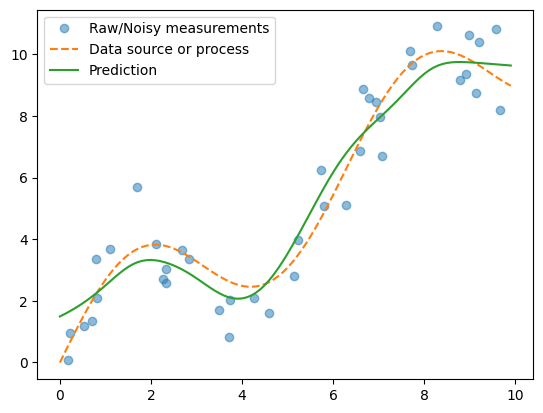 Raw/Noisy measurements
Data source or process
Prediction
10
8
6
4
2
0
0 2 4 6 8 10